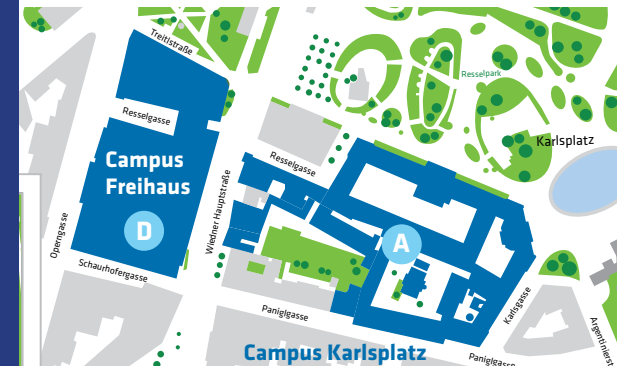 Treitlstraße
Resselpark
Karlsplatz
Resselgasse
Campus
Freihaus
D
Resselgasse
Wiedner Hauptstraße
Operngasse
A
Schaurhofergasse
Paniglgasse
Karlsgasse
Argentinierst
Campus Karlsplatz
Paniglgasse